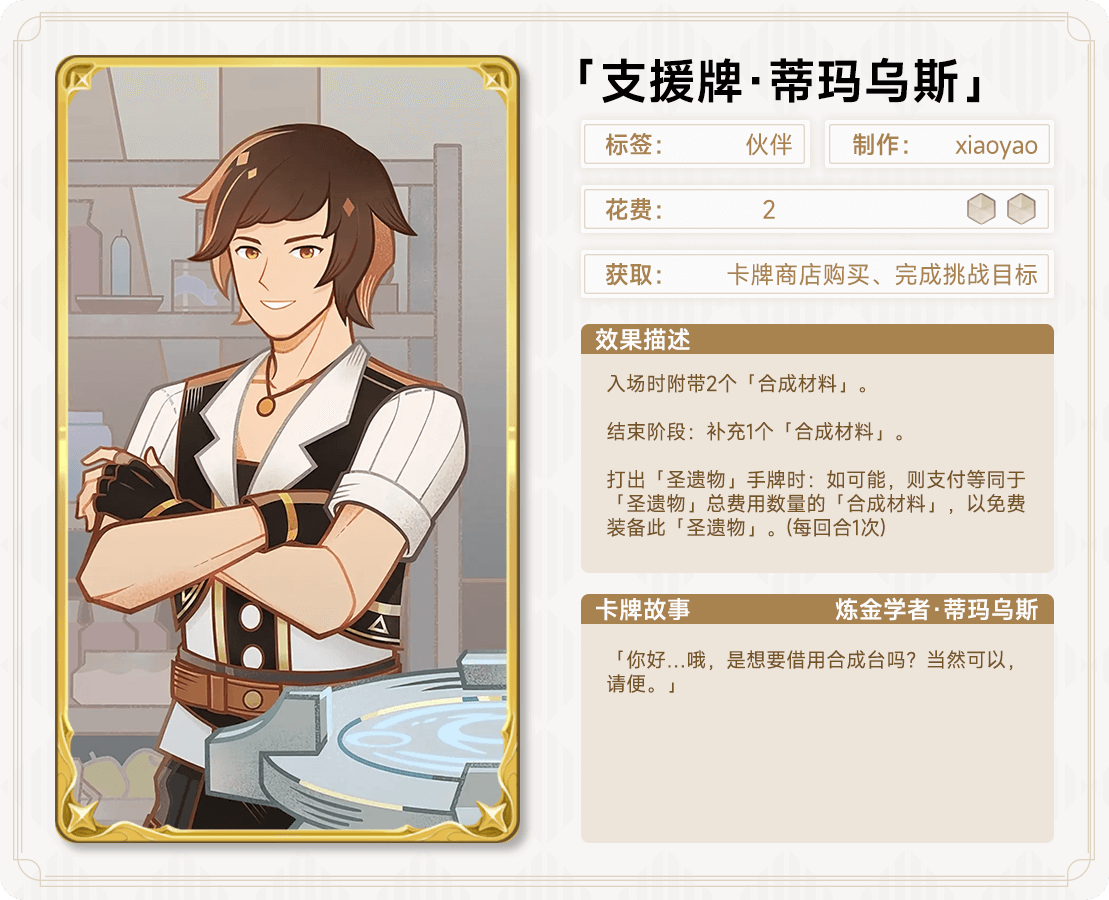 「支援牌·蒂玛乌斯」
标签： 伙伴 制作： xiaoyao
花费： 2
获取： 卡牌商店购买、完成挑战目标
效果描述
入场时附带2个「合成材料」。
结束阶段：补充1个「合成材料」。
打出「圣遗物」手牌时：如可能，则支付等同于
「圣遗物」总费用数量的「合成材料」，以免费
装备此「圣遗物」。(每回合1次)
卡牌故事 炼金学者·蒂玛乌斯
「你好…哦，是想要借用合成台吗？当然可以，
请便。」